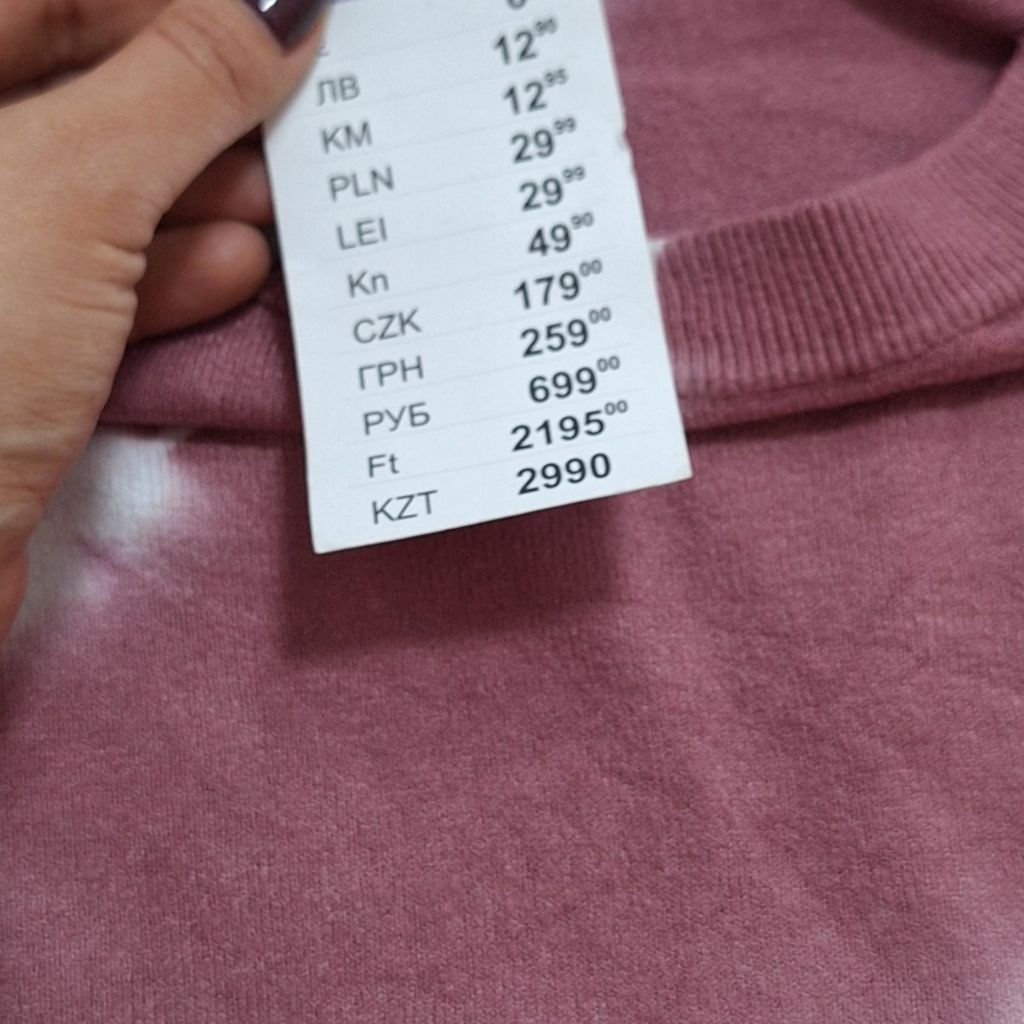 ЛВ 12⁹⁰
KM 12⁹⁵
PLN 29⁹⁹
LEI 29⁹⁹
Kn 49⁹⁰
CZK 179⁰⁰
ГРН 259⁰⁰
РУБ 699⁰⁰
Ft 2195⁰⁰
KZT 2990